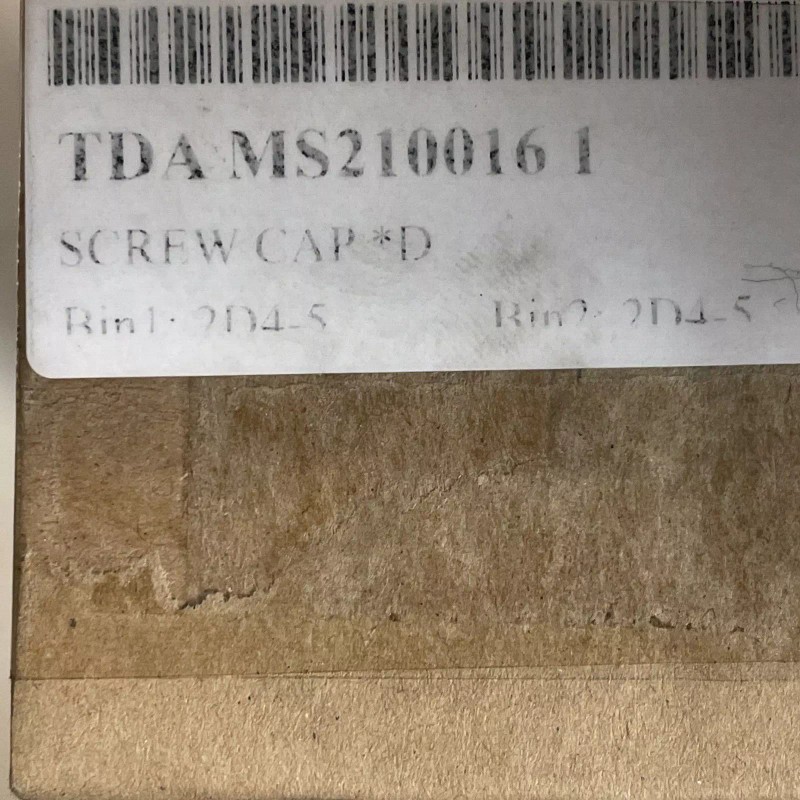 TDA MS210016 1
SCREW CAP *D
Bin1: 2D4-5 Bin2: 2D4-5